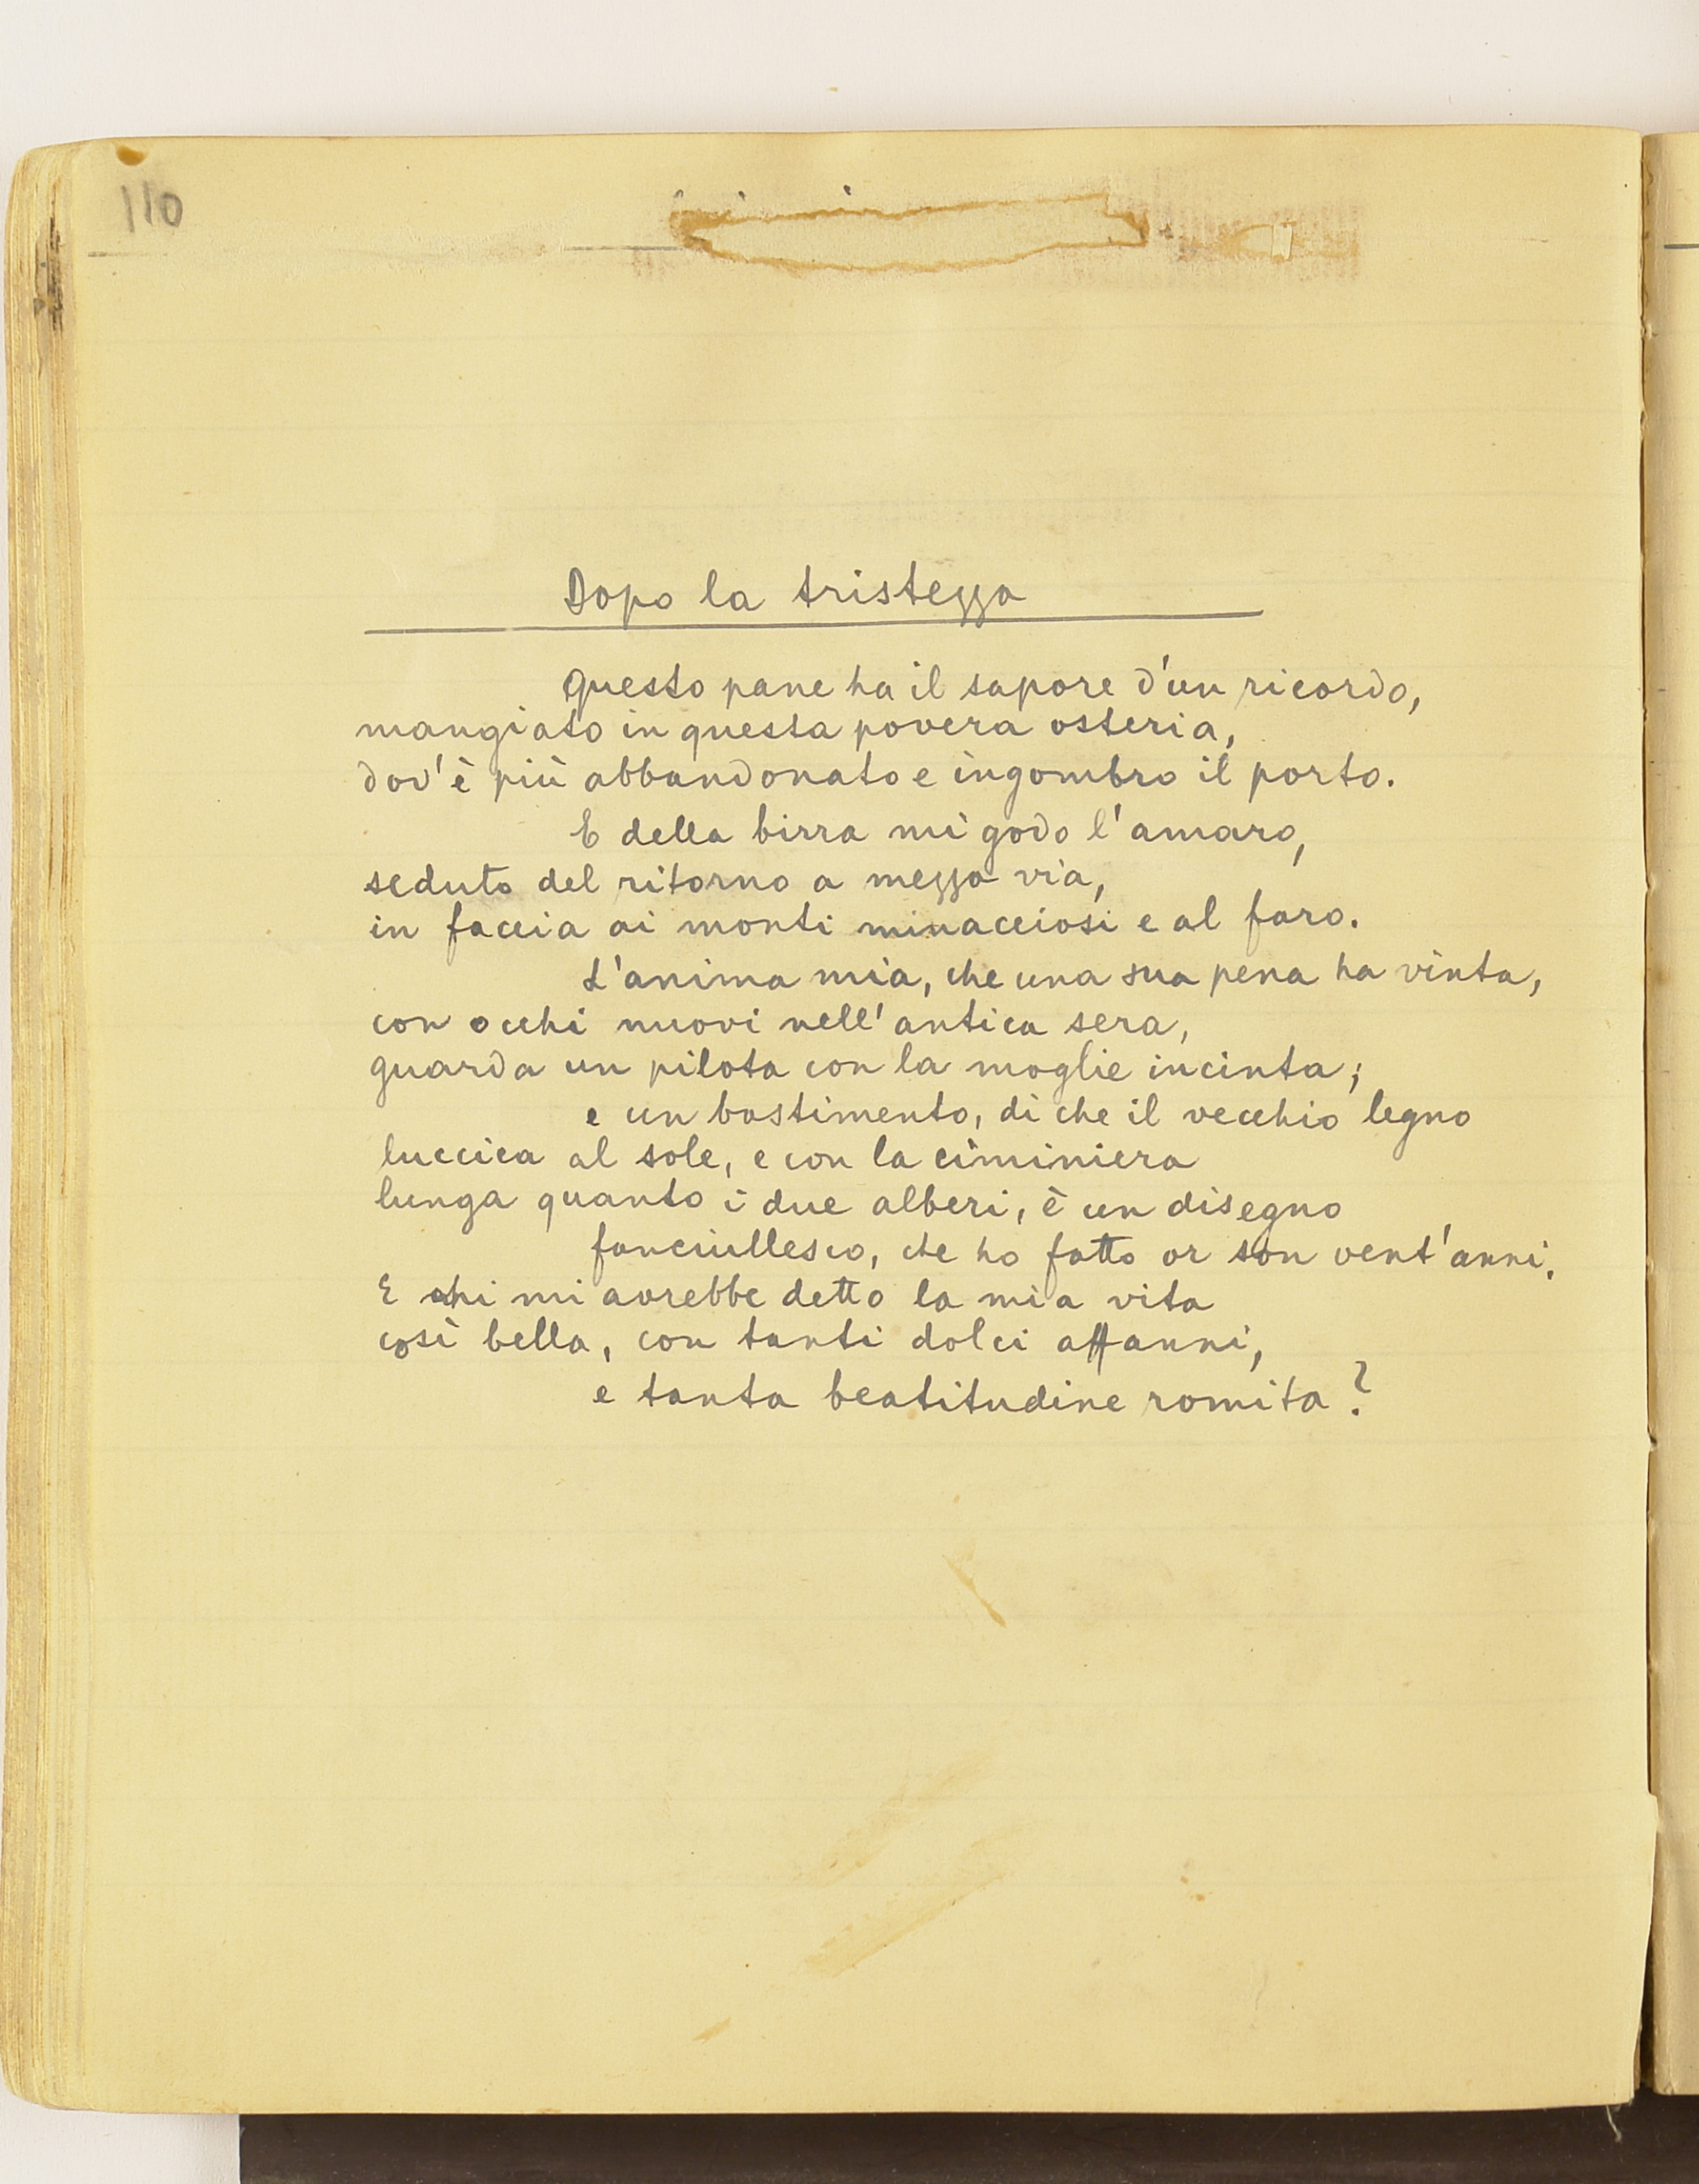 110
Dopo la tristezza
Questo pane ha il sapore d'un ricordo,
mangiato in questa povera osteria,
dov'è più abbandonato e ingombro il porto.
E della birra mi godo l'amaro,
seduto del ritorno a mezza via,
in faccia ai monti minacciosi e al faro.
L'anima mia, che una sua pena ha vinta,
con occhi nuovi nell'antica sera,
guarda un pilota con la moglie incinta;
e un bastimento, di che il vecchio legno
luccica al sole, e con la ciminiera
lunga quanto i due alberi, è un disegno
fanciullesco, che ho fatto or son vent'anni.
E chi mi avrebbe detto la mia vita
così bella, con tanti dolci affanni,
e tanta beatitudine romita?